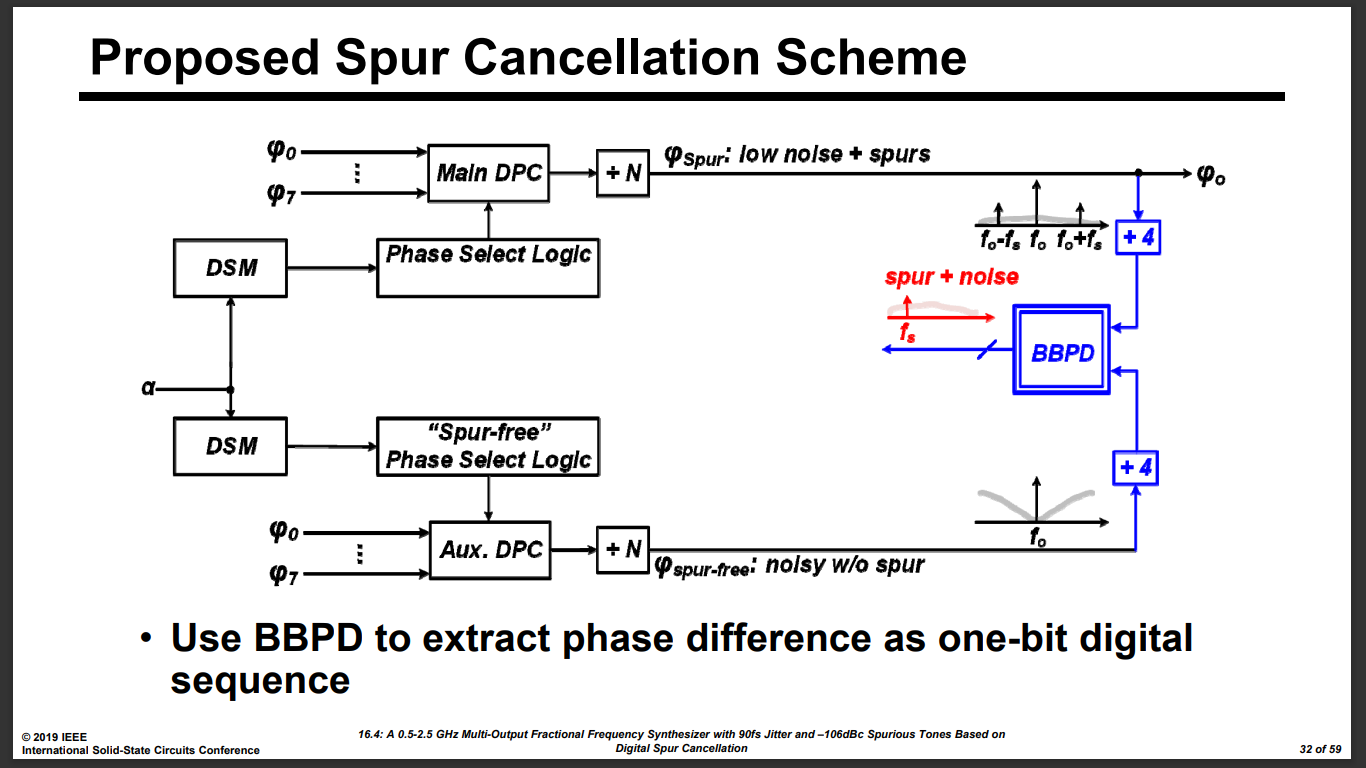 Proposed Spur Cancellation Scheme
φ0
⋮
φ7
Main DPC
÷ N
φSpur: low noise + spurs
φo
fo-fs fo fo+fs
÷ 4
DSM
Phase Select Logic
spur + noise
fs
BBPD
α
DSM
“Spur-free”
Phase Select Logic
÷ 4
fo
φ0
⋮
φ7
Aux. DPC
÷ N
φspur-free: noisy w/o spur
• Use BBPD to extract phase difference as one-bit digital
sequence
© 2019 IEEE
International Solid-State Circuits Conference
16.4: A 0.5-2.5 GHz Multi-Output Fractional Frequency Synthesizer with 90fs Jitter and –106dBc Spurious Tones Based on
Digital Spur Cancellation
32 of 59